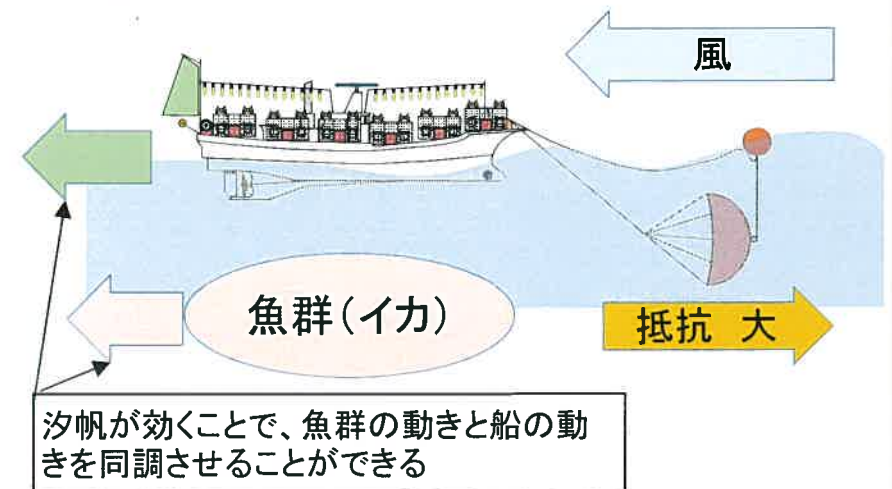 風
魚群(イカ)
抵抗 大
汐帆が効くことで、魚群の動きと船の動
きを同調させることができる